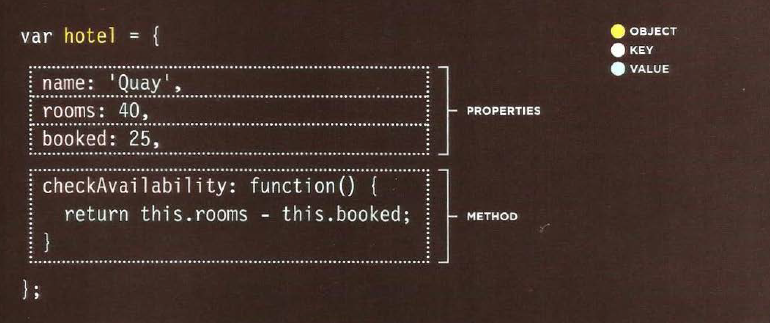 var hotel = {
OBJECT
KEY
VALUE
name: 'Quay',
rooms: 40,
booked: 25,
PROPERTIES
checkAvailability: function() {
return this.rooms - this.booked;
}
METHOD
};